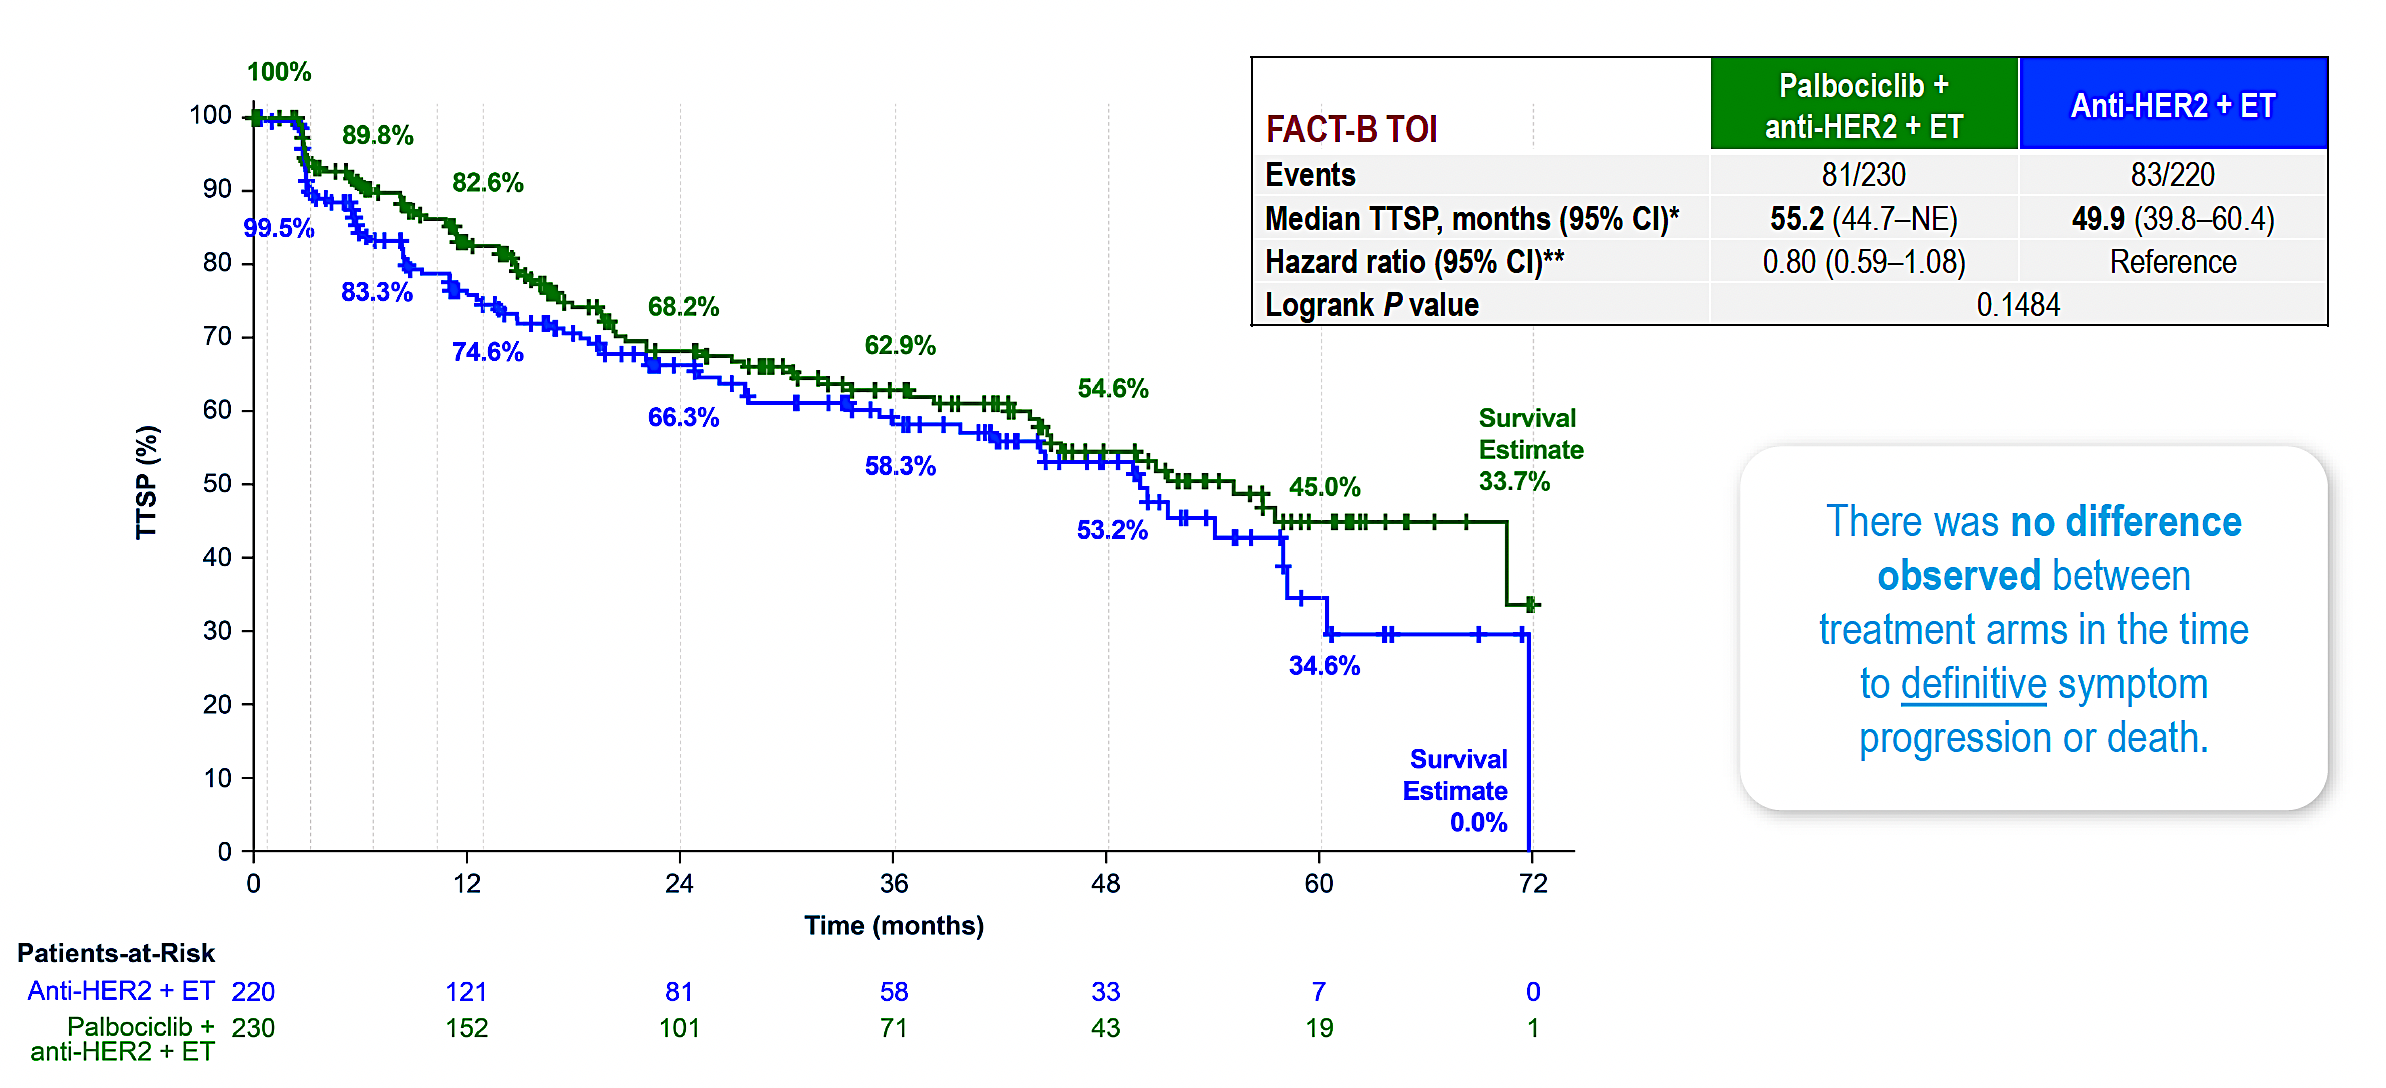 100%
89.8%
82.6%
99.5%
83.3%
74.6%
68.2%
66.3%
62.9%
58.3%
54.6%
53.2%
45.0%
34.6%
Survival
Estimate
33.7%
Survival
Estimate
0.0%
TTSP (%)
100
90
80
70
60
50
40
30
20
10
0
0 12 24 36 48 60 72
Time (months)
Patients-at-Risk
Anti-HER2 + ET 220 121 81 58 33 7 0
Palbociclib + 230 152 101 71 43 19 1
anti-HER2 + ET
FACT-B TOI
Palbociclib +
anti-HER2 + ET
Anti-HER2 + ET
Events 81/230 83/220
Median TTSP, months (95% CI)* 55.2 (44.7–NE) 49.9 (39.8–60.4)
Hazard ratio (95% CI)** 0.80 (0.59–1.08) Reference
Logrank P value 0.1484
There was no difference
observed between
treatment arms in the time
to definitive symptom
progression or death.